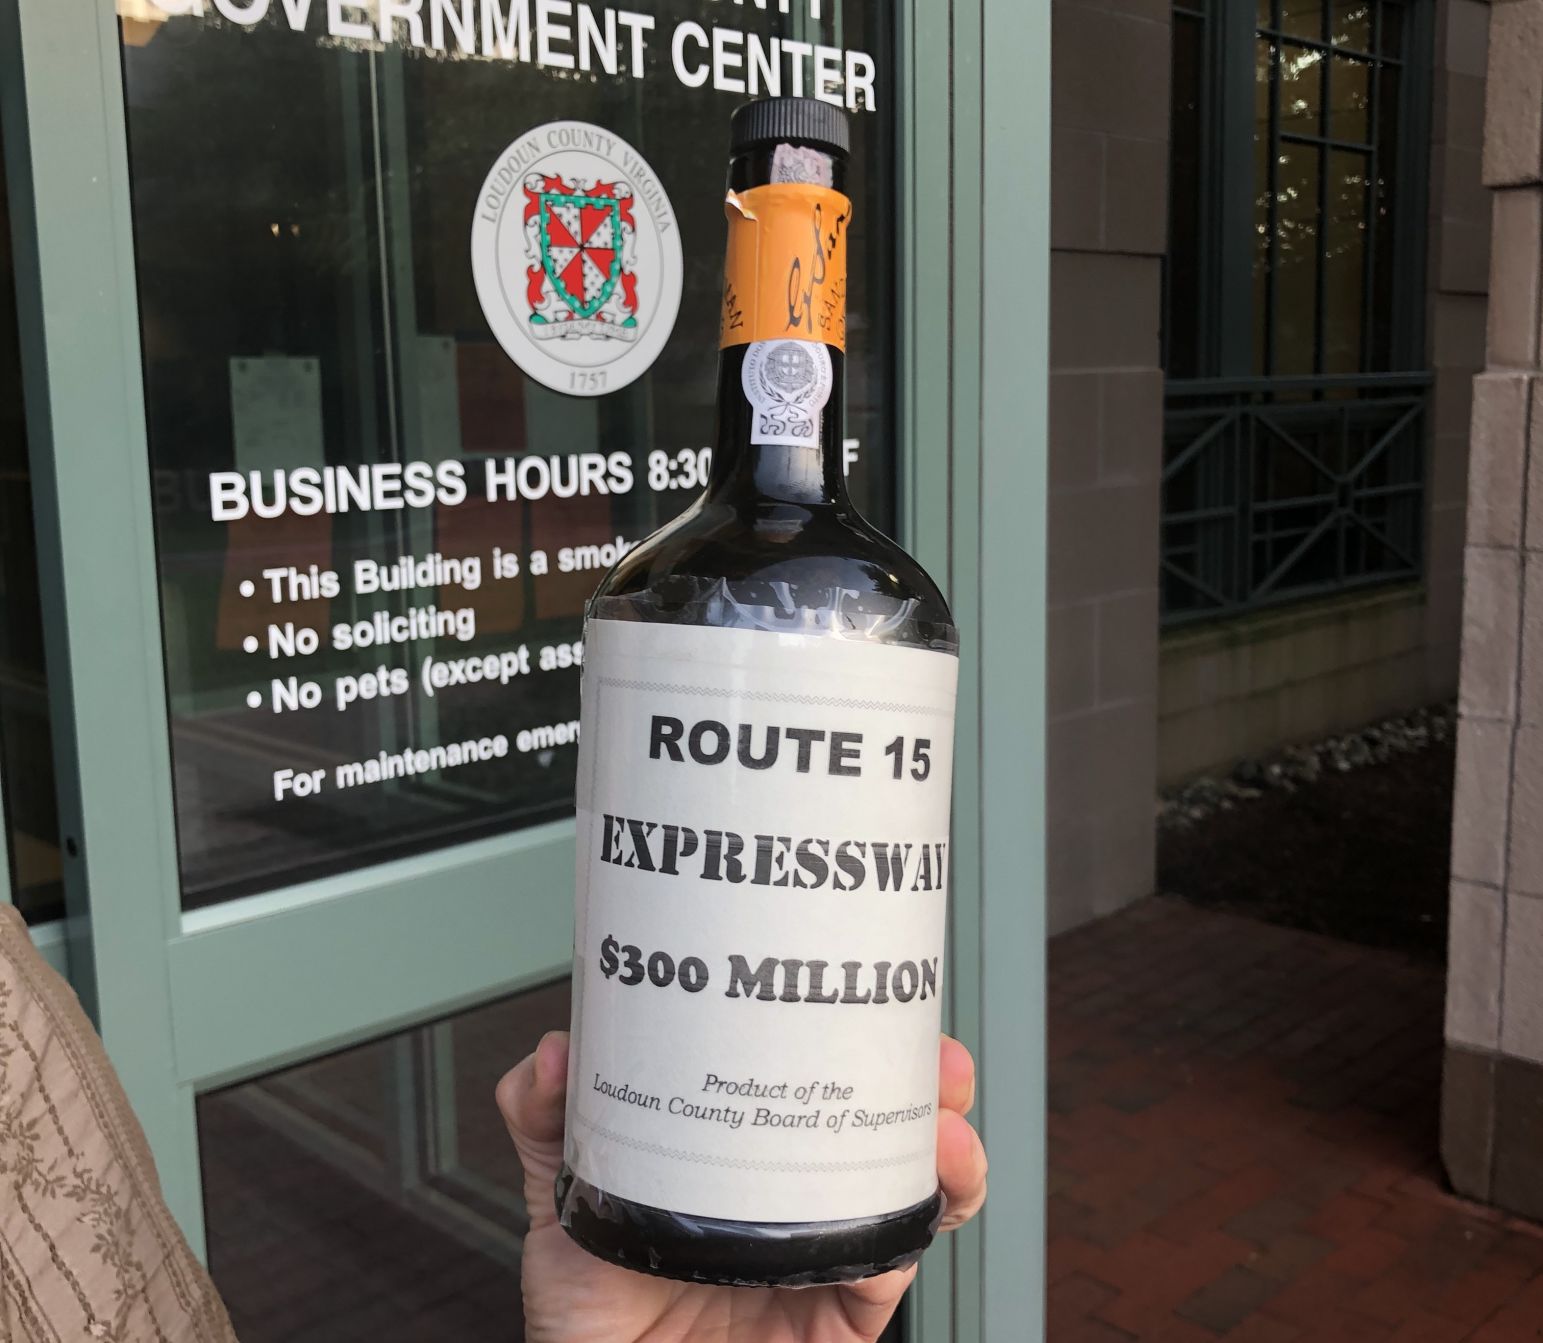 GOVERNMENT CENTER
LOUDOUN COUNTY VIRGINIA
1757
BUSINESS HOURS 8:30
• This Building is a
• No soliciting
• No pets (except
For maintenance
ROUTE 15
EXPRESSWAY
$300 MILLION
Product of the
Loudoun County Board of Supervisors